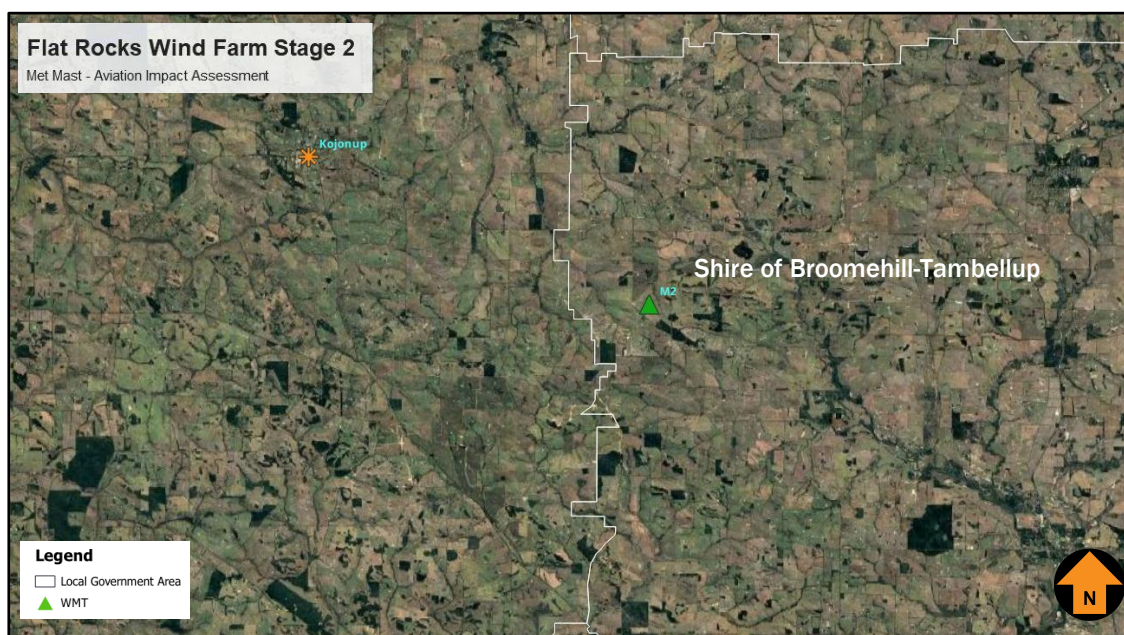 Flat Rocks Wind Farm Stage 2
Met Mast - Aviation Impact Assessment
Kojonup
Shire of Broomehill-Tambellup
M2
Legend
Local Government Area
WMT
N